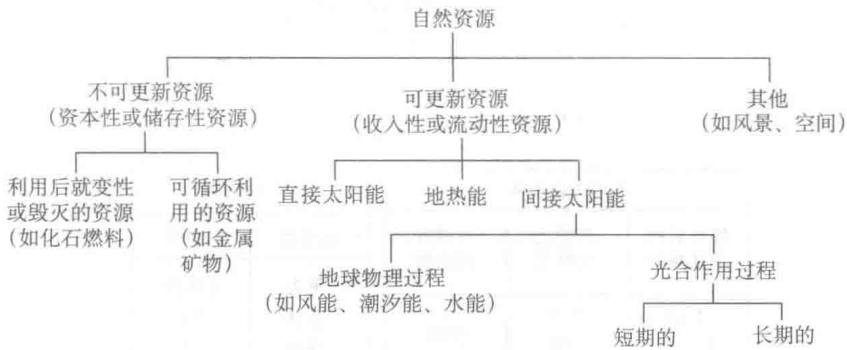 自然资源
不可更新资源
(资本性或储存性资源)
可更新资源
(收入性或流动性资源)
其他
(如风景、空间)
利用后就变性
或毁灭的资源
(如化石燃料)
可循环利
用的资源
(如金属
矿物)
直接太阳能
地热能
间接太阳能
地球物理过程
(如风能、潮汐能、水能)
光合作用过程
短期的
长期的